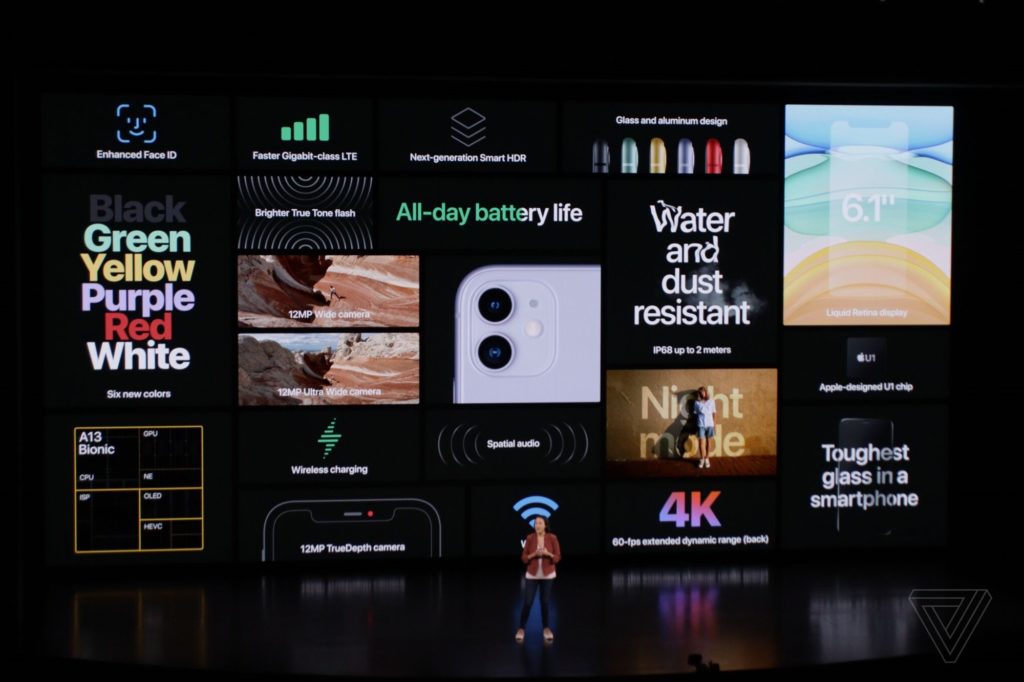 Enhanced Face ID
Faster Gigabit-class LTE
Next-generation Smart HDR
Glass and aluminum design
6.1"
Liquid Retina display
Black
Green
Yellow
Purple
Red
White
Six new colors
Brighter True Tone flash
All-day battery life
Water
and
dust
resistant
IP68 up to 2 meters
12MP Wide camera
12MP Ultra Wide camera
U1
Apple-designed U1 chip
Night
mode
A13
Bionic
GPU
CPU
NE
ISP
OLED
HEVC
Wireless charging
Spatial audio
Toughest
glass in a
smartphone
12MP TrueDepth camera
4K
60-fps extended dynamic range (back)